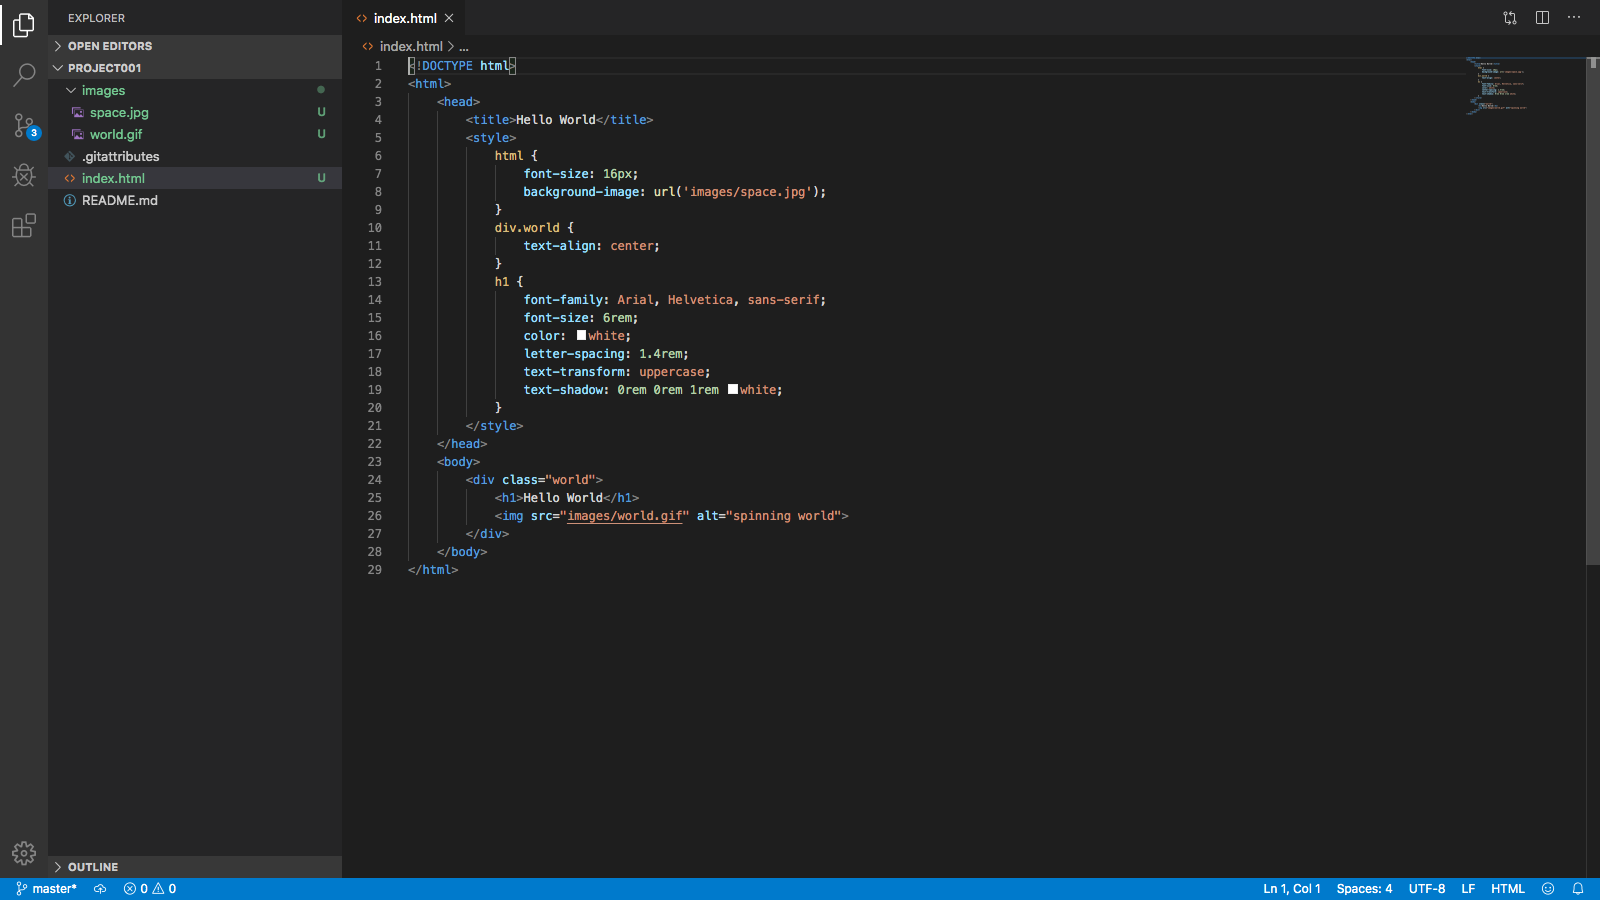 EXPLORER
OPEN EDITORS
PROJECT001
images
space.jpg U
world.gif U
.gitattributes
index.html U
README.md
OUTLINE
3
index.html
index.html > ...
1 <!DOCTYPE html>
2 <html>
3 <head>
4 <title>Hello World</title>
5 <style>
6 html {
7 font-size: 16px;
8 background-image: url('images/space.jpg');
9 }
10 div.world {
11 text-align: center;
12 }
13 h1 {
14 font-family: Arial, Helvetica, sans-serif;
15 font-size: 6rem;
16 color: white;
17 letter-spacing: 1.4rem;
18 text-transform: uppercase;
19 text-shadow: 0rem 0rem 1rem white;
20 }
21 </style>
22 </head>
23 <body>
24 <div class="world">
25 <h1>Hello World</h1>
26 <img src="images/world.gif" alt="spinning world">
27 </div>
28 </body>
29 </html>
master* 0 0 Ln 1, Col 1 Spaces: 4 UTF-8 LF HTML